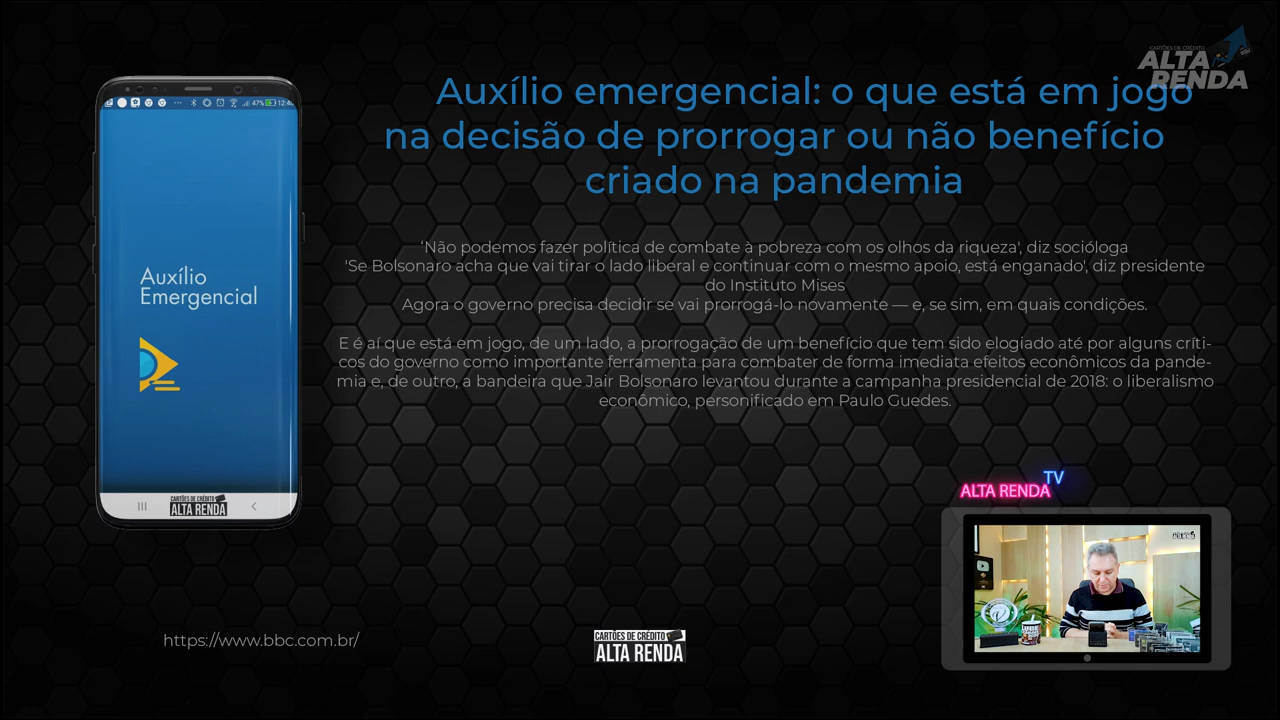 CARTÕES DE CRÉDITO
ALTA
RENDA
47% 12:4
Auxílio emergencial: o que está em jogo
na decisão de prorrogar ou não benefício
criado na pandemia
'Não podemos fazer política de combate à pobreza com os olhos da riqueza', diz socióloga
'Se Bolsonaro acha que vai tirar o lado liberal e continuar com o mesmo apoio, está enganado', diz presidente
do Instituto Mises
Agora o governo precisa decidir se vai prorrogá-lo novamente — e, se sim, em quais condições.
E é aí que está em jogo, de um lado, a prorrogação de um benefício que tem sido elogiado até por alguns críti-
cos do governo como importante ferramenta para combater de forma imediata efeitos econômicos da pande-
mia e, de outro, a bandeira que Jair Bolsonaro levantou durante a campanha presidencial de 2018: o liberalismo
econômico, personificado em Paulo Guedes.
Auxílio
Emergencial
CARTÕES DE CRÉDITO
ALTA RENDA
ALTA RENDA TV
https://www.bbc.com.br/
CARTÕES DE CRÉDITO
ALTA RENDA